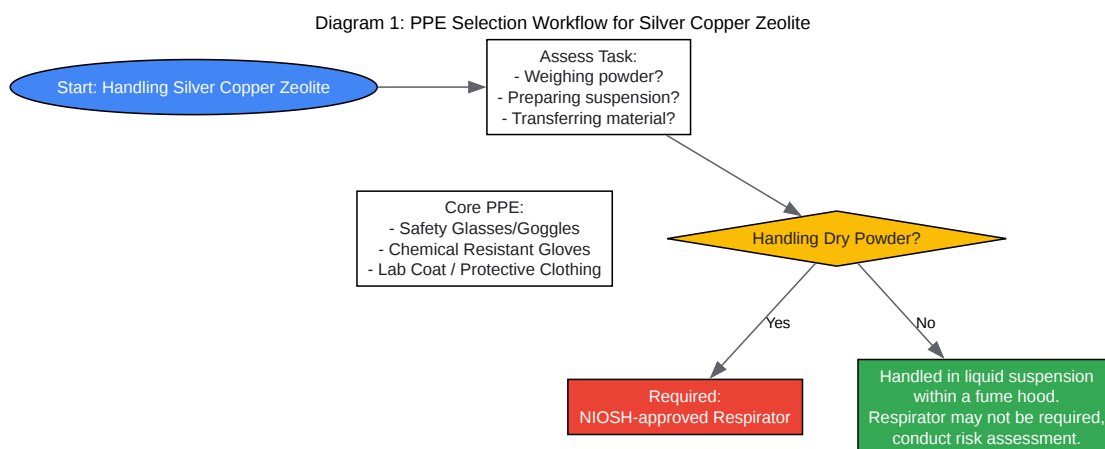 Diagram 1: PPE Selection Workflow for Silver Copper Zeolite
Start: Handling Silver Copper Zeolite
Assess Task:
- Weighing powder?
- Preparing suspension?
- Transferring material?
Core PPE:
- Safety Glasses/Goggles
- Chemical Resistant Gloves
- Lab Coat / Protective Clothing
Handling Dry Powder?
Yes
No
Required:
NIOSH-approved Respirator
Handled in liquid suspension
within a fume hood.
Respirator may not be required,
conduct risk assessment.